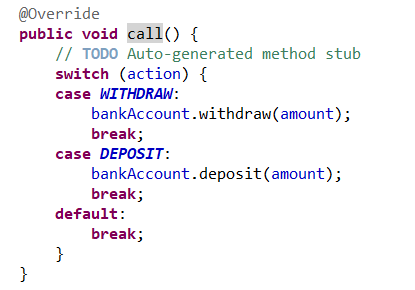 @Override
public void call() {
    // TODO Auto-generated method stub
    switch (action) {
    case WITHDRAW:
        bankAccount.withdraw(amount);
        break;
    case DEPOSIT:
        bankAccount.deposit(amount);
        break;
    default:
        break;
    }
}